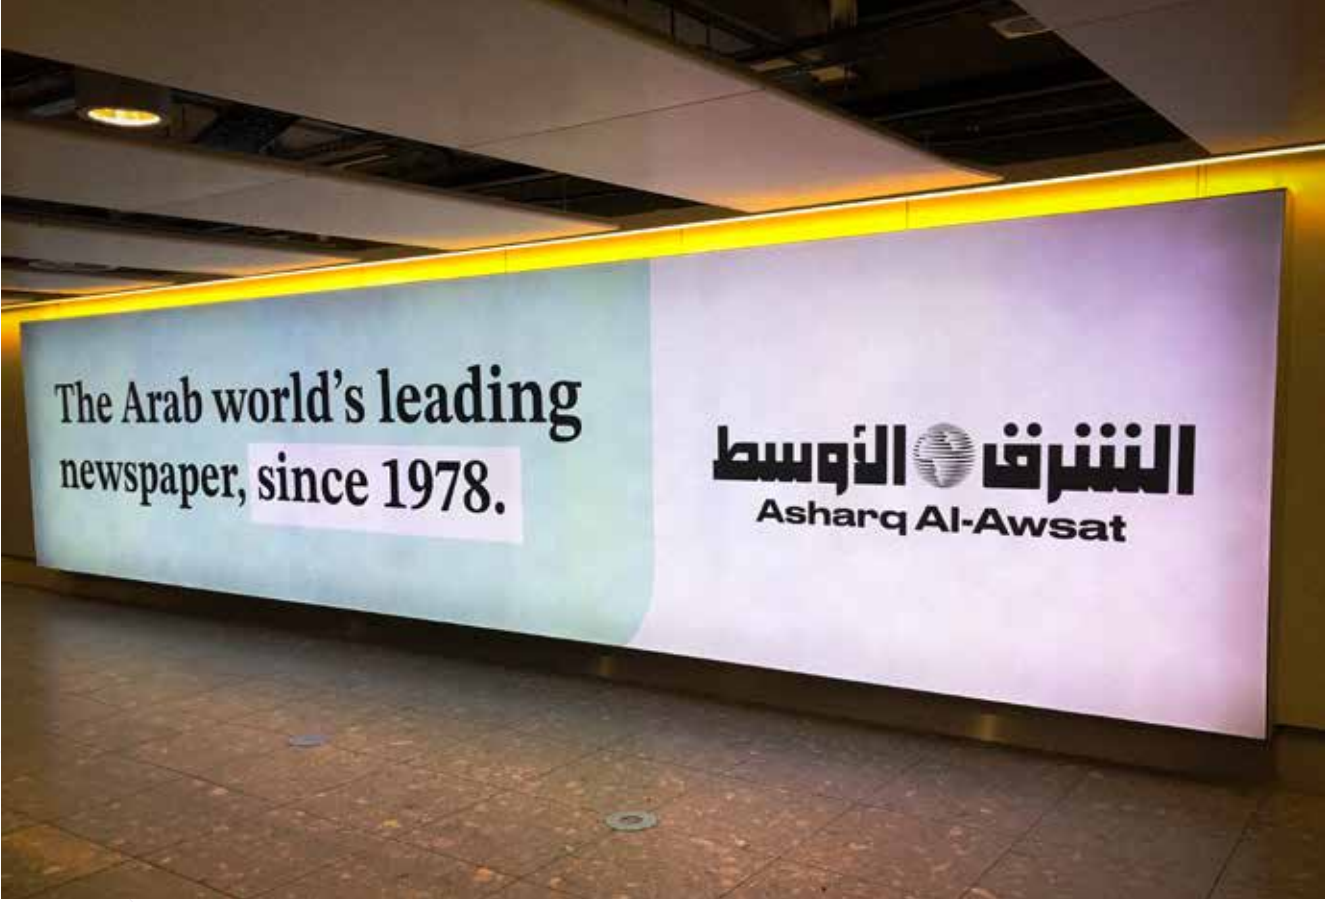 The Arab world's leading
newspaper, since 1978.
الشرق الأوسط
Asharq Al-Awsat